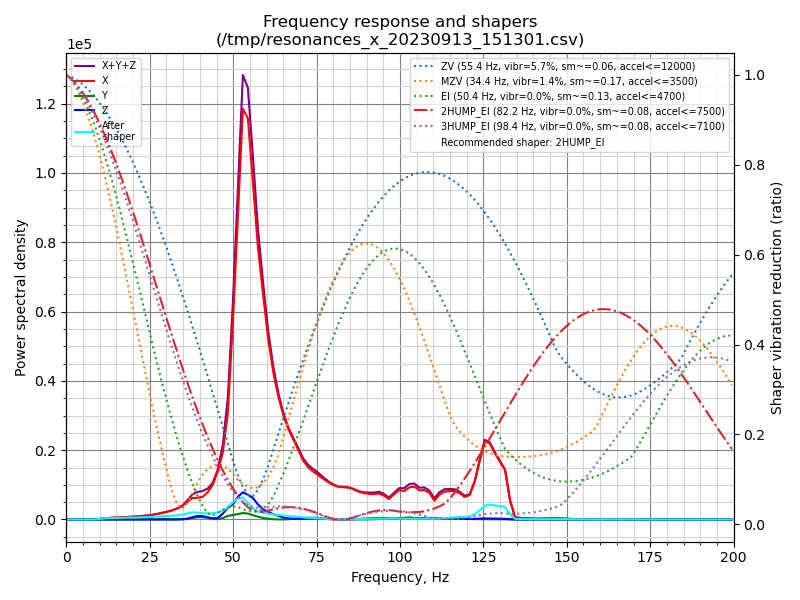 Frequency response and shapers
(/tmp/resonances_x_20230913_151301.csv)
1e5
X+Y+Z
X
Y
Z
After
shaper
ZV (55.4 Hz, vibr=5.7%, sm~=0.06, accel<=12000)
MZV (34.4 Hz, vibr=1.4%, sm~=0.17, accel<=3500)
EI (50.4 Hz, vibr=0.0%, sm~=0.13, accel<=4700)
2HUMP_EI (82.2 Hz, vibr=0.0%, sm~=0.08, accel<=7500)
3HUMP_EI (98.4 Hz, vibr=0.0%, sm~=0.08, accel<=7100)
Recommended shaper: 2HUMP_EI
Power spectral density
1.2
1.0
0.8
0.6
0.4
0.2
0.0
1.0
0.8
0.6
0.4
0.2
0.0
Shaper vibration reduction (ratio)
0 25 50 75 100 125 150 175 200
Frequency, Hz